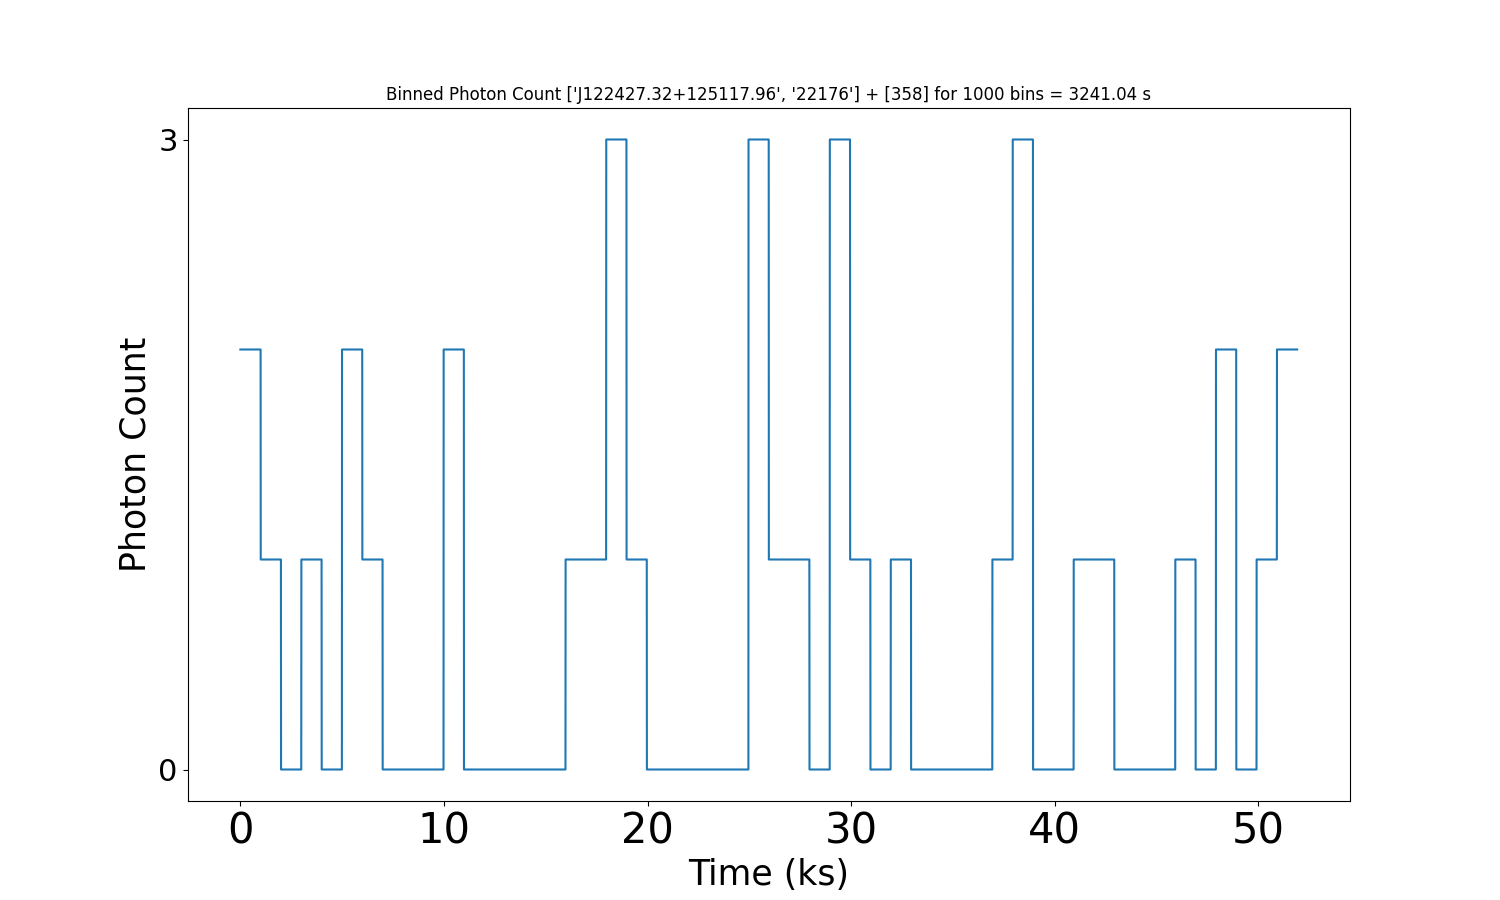 Binned Photon Count ['J122427.32+125117.96', '22176'] + [358] for 1000 bins = 3241.04 s
3
Photon Count
0
0 10 20 30 40 50
Time (ks)